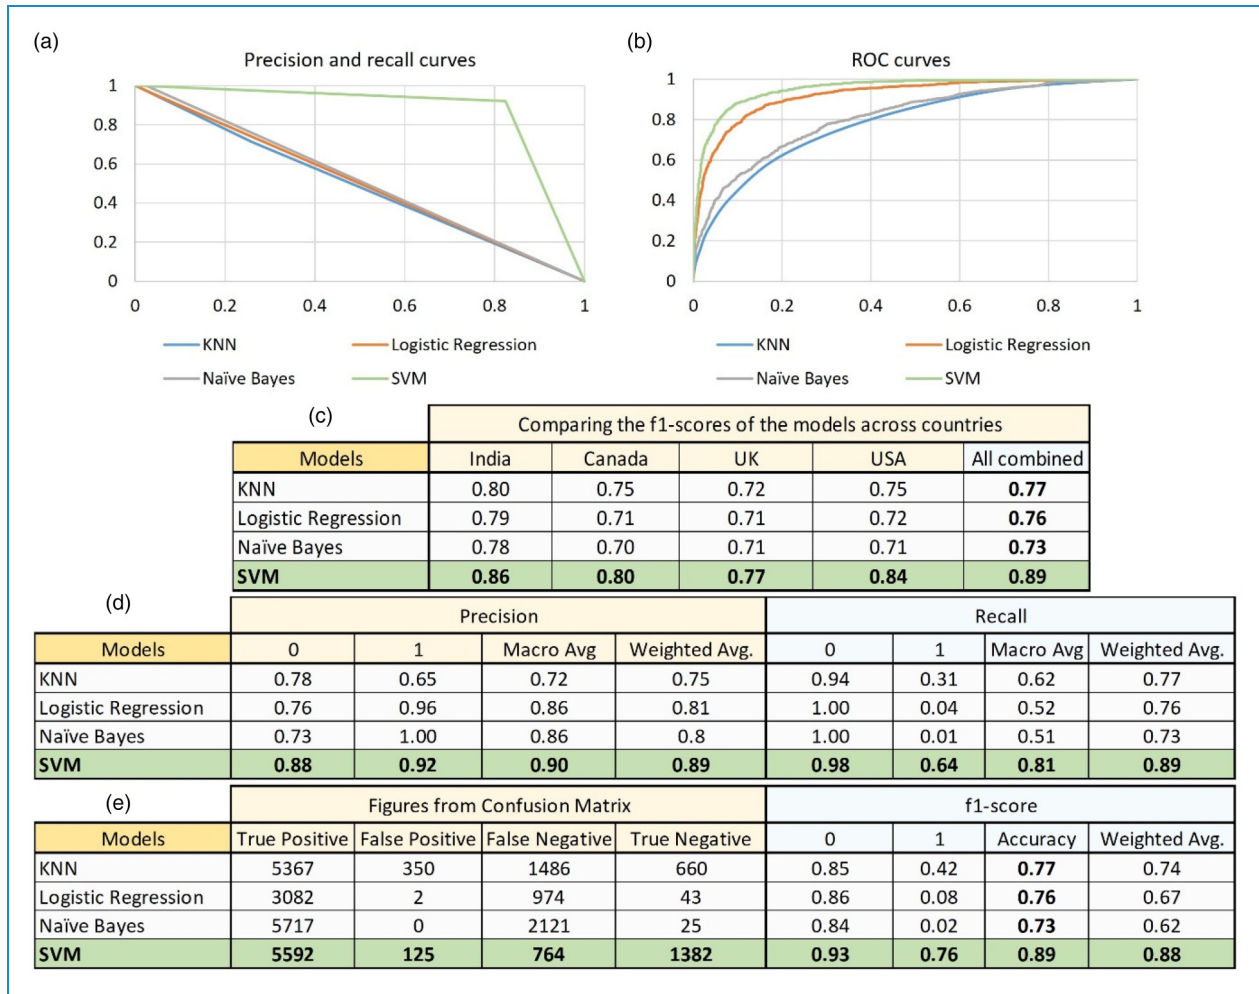 (a)
Precision and recall curves
1
0.8
0.6
0.4
0.2
0
0 0.2 0.4 0.6 0.8 1
KNN Logistic Regression
Naïve Bayes SVM
(b)
ROC curves
1
0.8
0.6
0.4
0.2
0
0 0.2 0.4 0.6 0.8 1
KNN Logistic Regression
Naïve Bayes SVM
(c)
Comparing the f1-scores of the models across countries
Models India Canada UK USA All combined
KNN 0.80 0.75 0.72 0.75 0.77
Logistic Regression 0.79 0.71 0.71 0.72 0.76
Naïve Bayes 0.78 0.70 0.71 0.71 0.73
SVM 0.86 0.80 0.77 0.84 0.89
(d)
Precision Recall
Models 0 1 Macro Avg Weighted Avg. 0 1 Macro Avg Weighted Avg.
KNN 0.78 0.65 0.72 0.75 0.94 0.31 0.62 0.77
Logistic Regression 0.76 0.96 0.86 0.81 1.00 0.04 0.52 0.76
Naïve Bayes 0.73 1.00 0.86 0.8 1.00 0.01 0.51 0.73
SVM 0.88 0.92 0.90 0.89 0.98 0.64 0.81 0.89
(e)
Figures from Confusion Matrix f1-score
Models True Positive False Positive False Negative True Negative 0 1 Accuracy Weighted Avg.
KNN 5367 350 1486 660 0.85 0.42 0.77 0.74
Logistic Regression 3082 2 974 43 0.86 0.08 0.76 0.67
Naïve Bayes 5717 0 2121 25 0.84 0.02 0.73 0.62
SVM 5592 125 764 1382 0.93 0.76 0.89 0.88